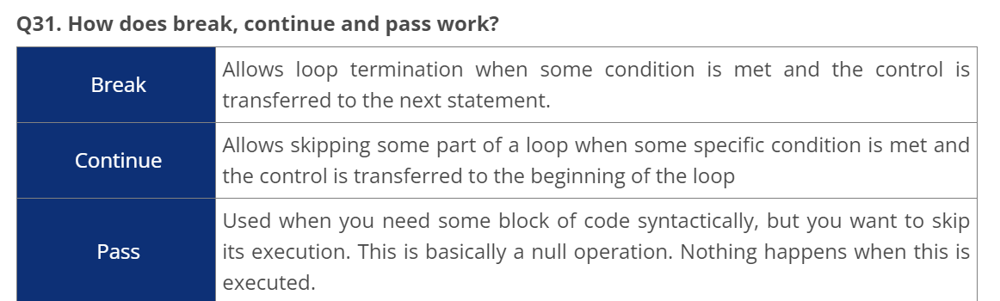 Q31. How does break, continue and pass work?
Break
Allows loop termination when some condition is met and the control is
transferred to the next statement.
Continue
Allows skipping some part of a loop when some specific condition is met and
the control is transferred to the beginning of the loop
Pass
Used when you need some block of code syntactically, but you want to skip
its execution. This is basically a null operation. Nothing happens when this is
executed.